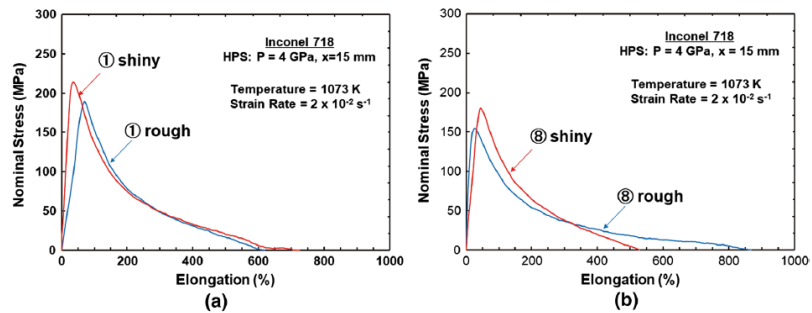 300
250
200
150
100
50
0
Nominal Stress (MPa)
Inconel 718
HPS: P = 4 GPa, x=15 mm
Temperature = 1073 K
Strain Rate = 2 x 10⁻² s⁻¹
① shiny
① rough
0 200 400 600 800 1000
Elongation (%)
(a)
300
250
200
150
100
50
0
Nominal Stress (MPa)
Inconel 718
HPS: P = 4 GPa, x = 15 mm
Temperature = 1073 K
Strain Rate = 2 x 10⁻² s⁻¹
⑧ shiny
⑧ rough
0 200 400 600 800 1000
Elongation (%)
(b)